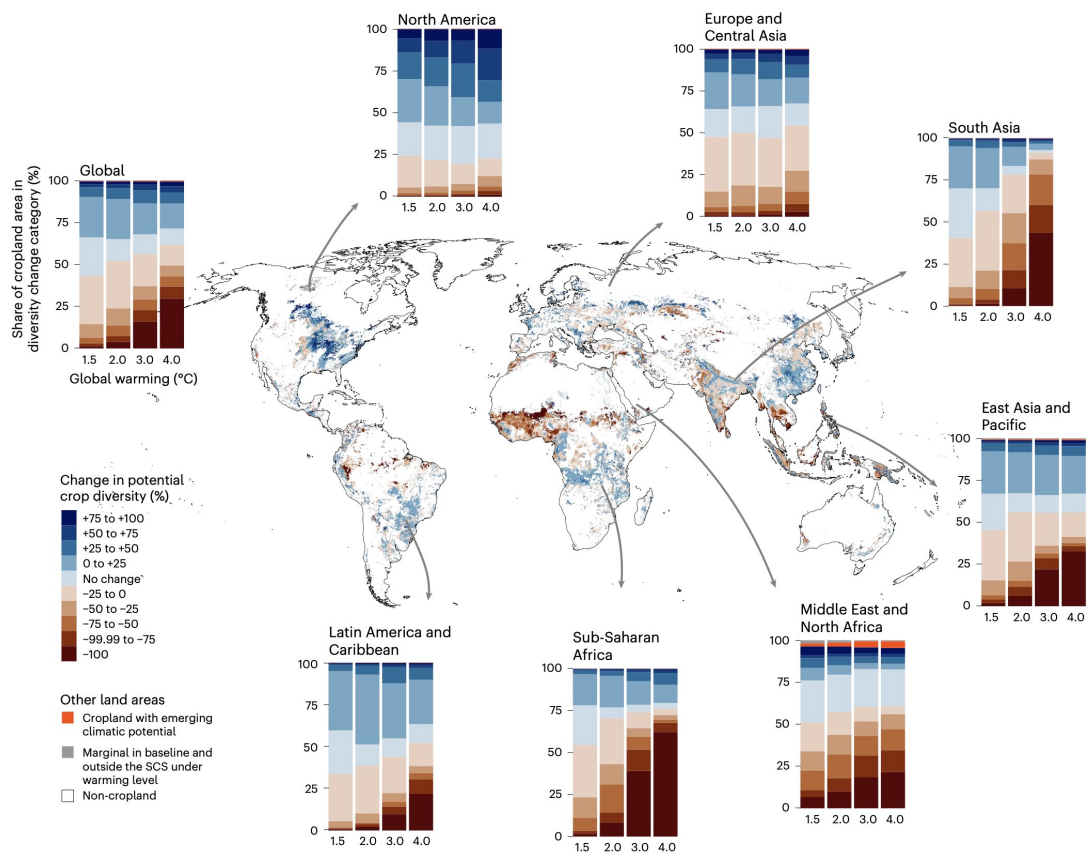 North America
100
75
50
25
0
1.5 2.0 3.0 4.0
Europe and
Central Asia
100
75
50
25
0
1.5 2.0 3.0 4.0
South Asia
100
75
50
25
0
1.5 2.0 3.0 4.0
Global
Share of cropland area in
diversity change category (%)
100
75
50
25
0
1.5 2.0 3.0 4.0
Global warming (°C)
East Asia and
Pacific
100
75
50
25
0
1.5 2.0 3.0 4.0
Change in potential
crop diversity (%)
+75 to +100
+50 to +75
+25 to +50
0 to +25
No change
−25 to 0
−50 to −25
−75 to −50
−99.99 to −75
−100
Other land areas
Cropland with emerging
climatic potential
Marginal in baseline and
outside the SCS under
warming level
Non-cropland
Latin America and
Caribbean
100
75
50
25
0
1.5 2.0 3.0 4.0
Sub-Saharan
Africa
100
75
50
25
0
1.5 2.0 3.0 4.0
Middle East and
North Africa
100
75
50
25
0
1.5 2.0 3.0 4.0